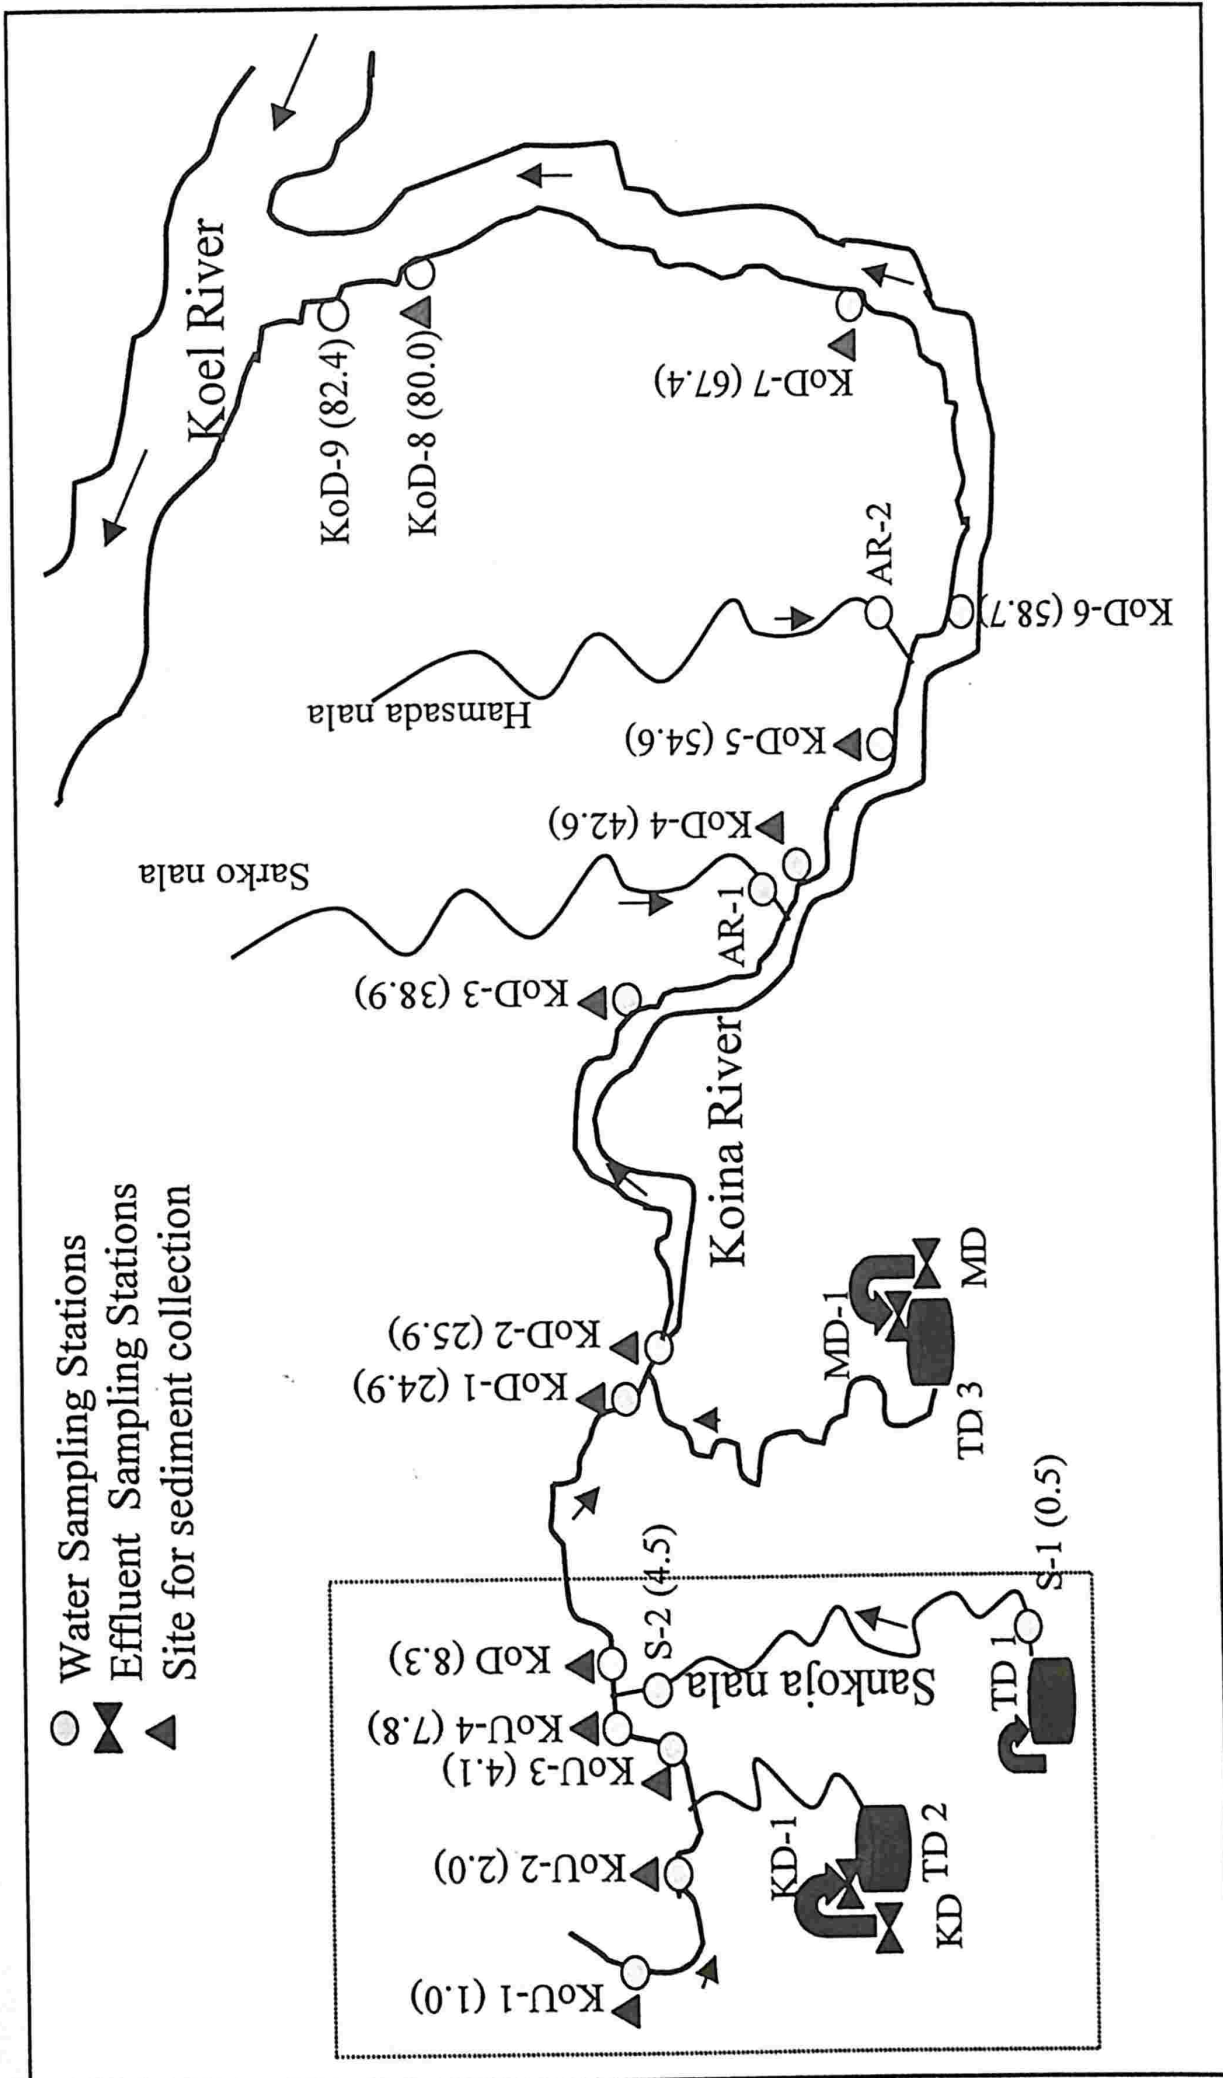 Water Sampling Stations
Effluent Sampling Stations
Site for sediment collection
Koel River
KoD-9 (82.4)
KoD-8 (80.0)
KoD-7 (67.4)
AR-2
KoD-6 (58.7)
Hamsada nala
KoD-5 (54.6)
KoD-4 (42.6)
Sarko nala
AR-1
KoD-3 (38.9)
Koina River
KoD-2 (25.9)
KoD-1 (24.9)
MD-1
MD
TD 3
S-1 (0.5)
S-2 (4.5)
KoD (8.3)
Sankoja nala
TD 1
KoU-4 (7.8)
KoU-3 (4.1)
KoU-2 (2.0)
KD-1
TD 2
KD
KoU-1 (1.0)